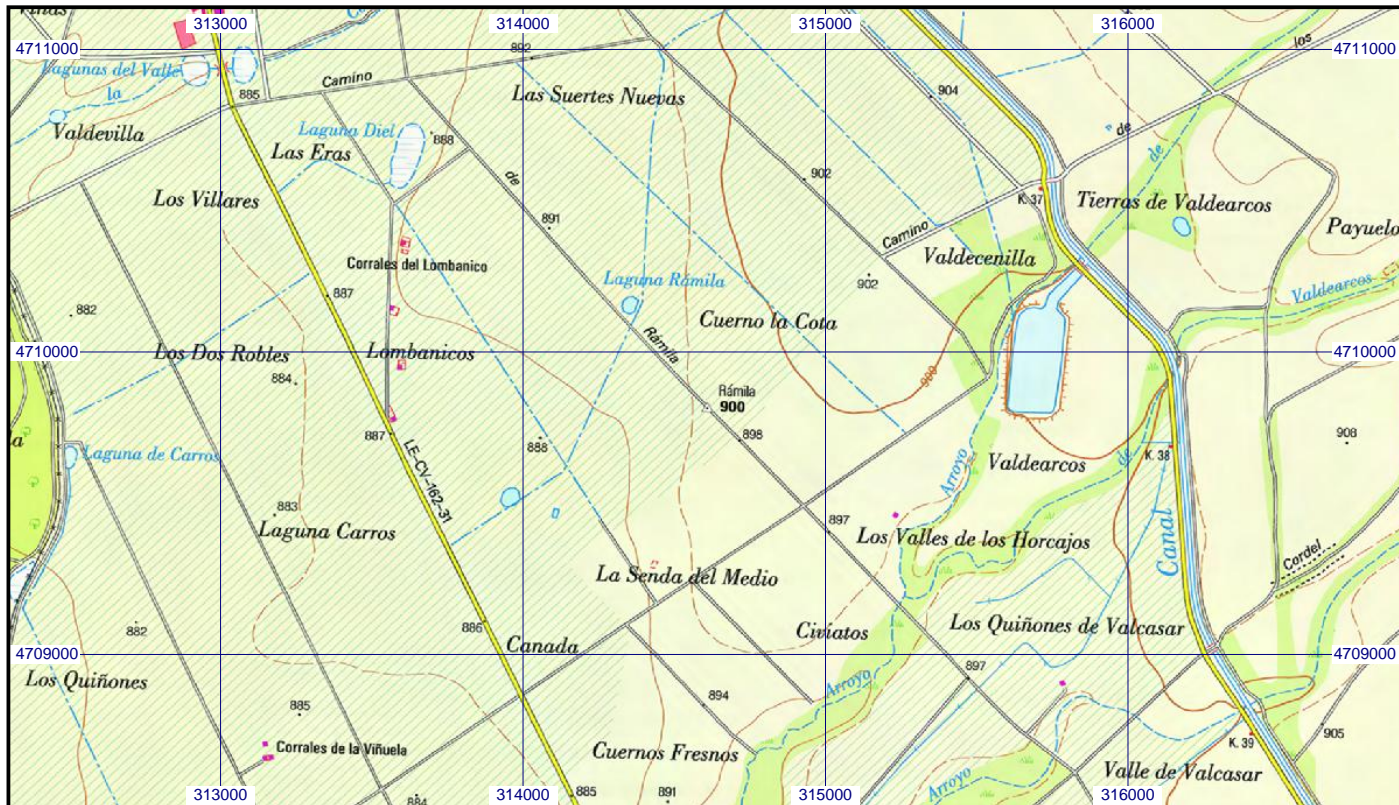 313000
314000
315000
316000
4711000
4711000
892
los
Lagunas del Valle
la
885
Camino
Las Suertes Nuevas
904
de
de
Valdevilla
Laguna Diel
888
Las Eras
de
902
Los Villares
K. 37
Tierras de Valdearcos
891
Camino
Payuelo
Corrales del Lombanico
Valdecenilla
Laguna Rámila
902
Valdearcos
887
882
Cuerno la Cota
Rámila
4710000
4710000
Los Dos Robles
Lombanicos
884
900
Rámila
900
887
888
898
908
LE-CV-162-31
Laguna de Carros
Arroyo
Valdearcos
de
K. 38
883
897
Laguna Carros
Los Valles de los Horcajos
Canal
Cordel
La Senda del Medio
882
886
Civiatos
Los Quiñones de Valcasar
Canada
4709000
4709000
Los Quiñones
897
894
Arroyo
885
905
Corrales de la Viñuela
Cuernos Fresnos
K. 39
Valle de Valcasar
Arroyo
884
885
891
313000
314000
315000
316000